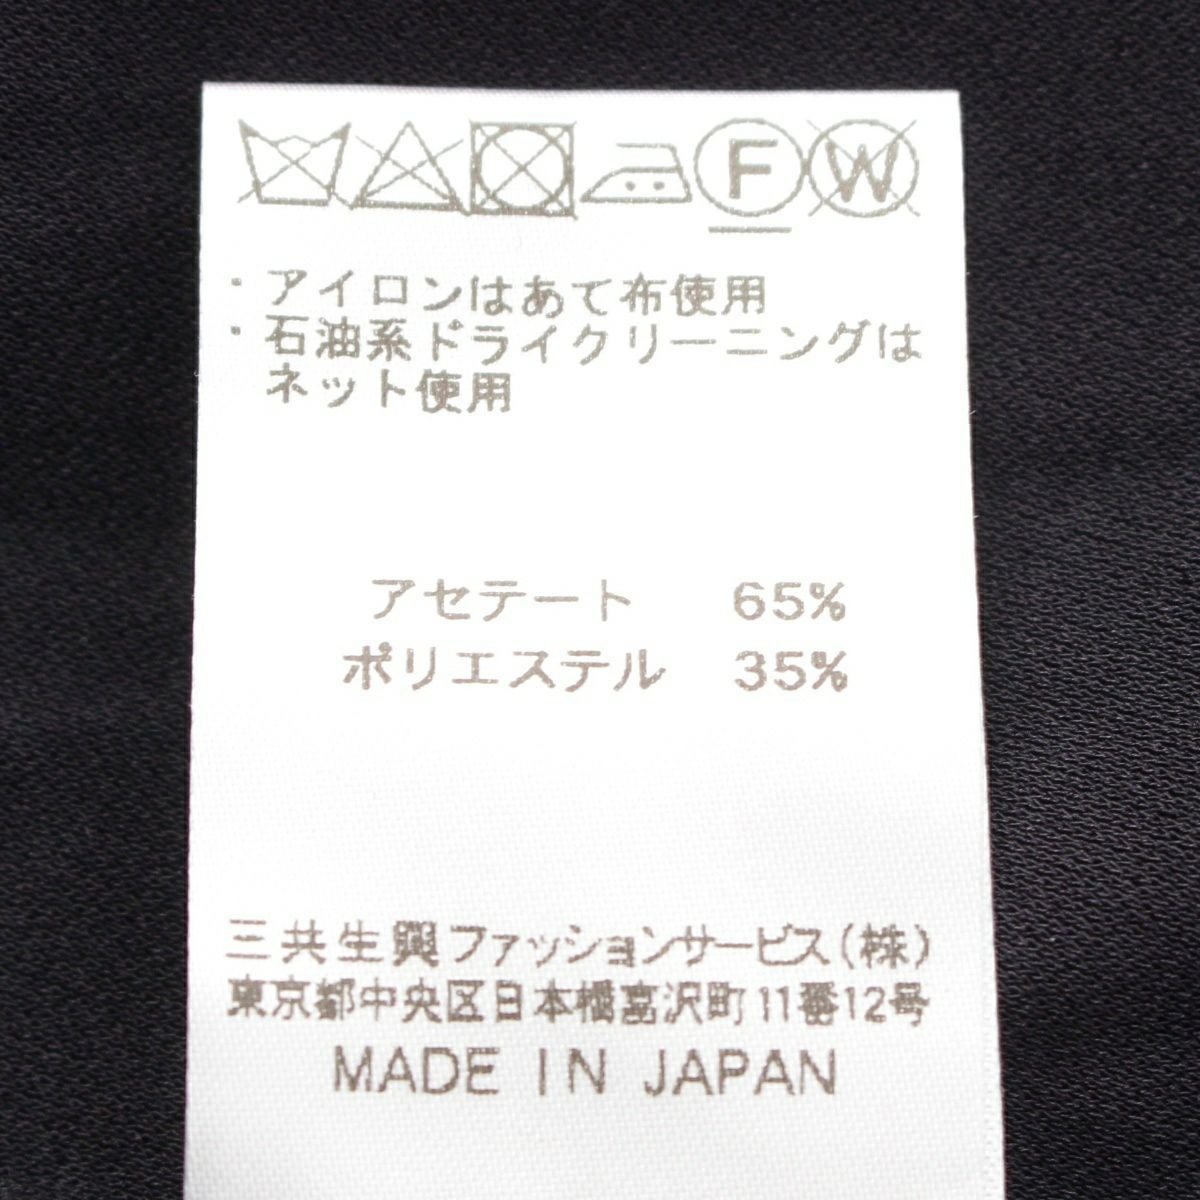 F W
・アイロンはあて布使用
・石油系ドライクリーニングは
ネット使用
アセテート 65%
ポリエステル 35%
三共生興ファッションサービス(株)
東京都中央区日本橋富沢町11番12号
MADE IN JAPAN